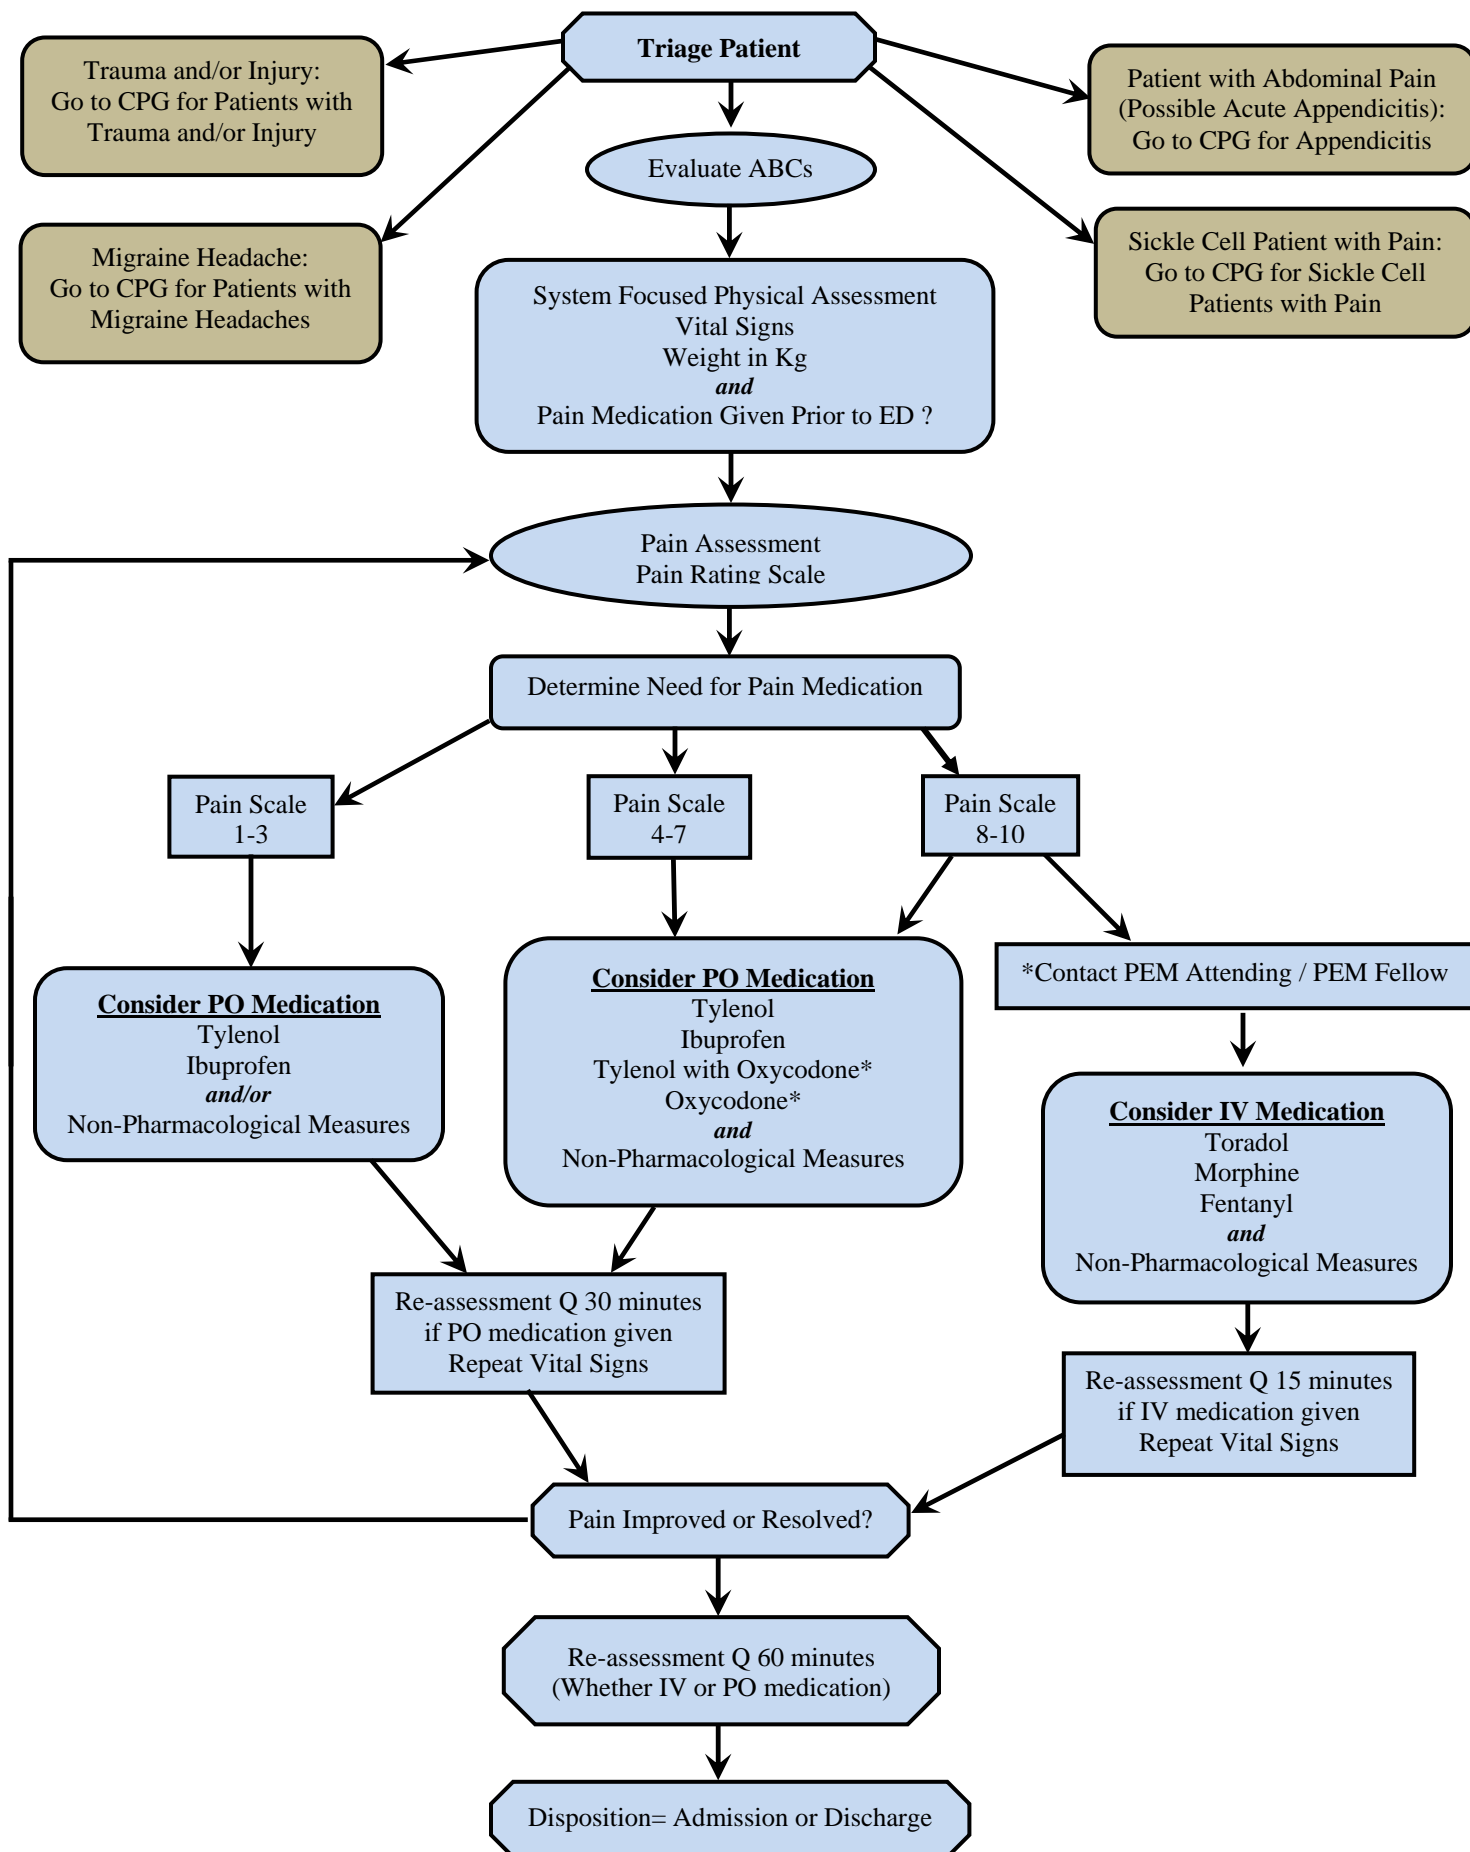 Triage Patient
Trauma and/or Injury:
Go to CPG for Patients with
Trauma and/or Injury
Patient with Abdominal Pain
(Possible Acute Appendicitis):
Go to CPG for Appendicitis
Evaluate ABCs
Migraine Headache:
Go to CPG for Patients with
Migraine Headaches
Sickle Cell Patient with Pain:
Go to CPG for Sickle Cell
Patients with Pain
System Focused Physical Assessment
Vital Signs
Weight in Kg
and
Pain Medication Given Prior to ED ?
Pain Assessment
Pain Rating Scale
Determine Need for Pain Medication
Pain Scale
1-3
Pain Scale
4-7
Pain Scale
8-10
Consider PO Medication
Tylenol
Ibuprofen
and/or
Non-Pharmacological Measures
Consider PO Medication
Tylenol
Ibuprofen
Tylenol with Oxycodone*
Oxycodone*
and
Non-Pharmacological Measures
*Contact PEM Attending / PEM Fellow
Consider IV Medication
Toradol
Morphine
Fentanyl
and
Non-Pharmacological Measures
Re-assessment Q 30 minutes
if PO medication given
Repeat Vital Signs
Re-assessment Q 15 minutes
if IV medication given
Repeat Vital Signs
Pain Improved or Resolved?
Re-assessment Q 60 minutes
(Whether IV or PO medication)
Disposition= Admission or Discharge